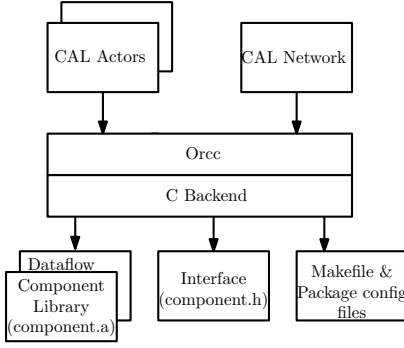 CAL Actors
CAL Network
Orcc
C Backend
Dataflow
Component
Library
(component.a)
Interface
(component.h)
Makefile &
Package config
files